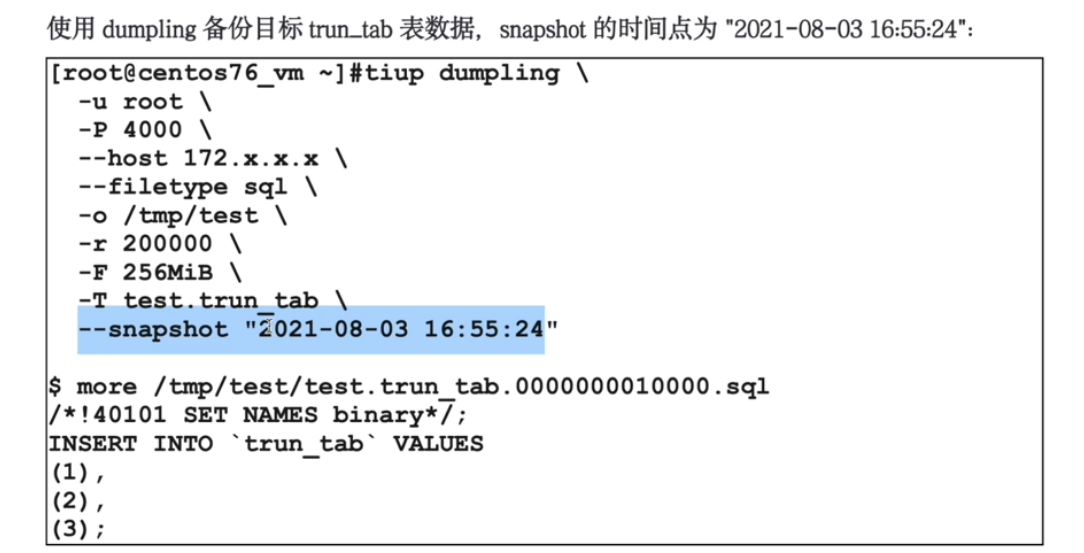 使用 dumpling 备份目标 trun_tab 表数据，snapshot 的时间点为 "2021-08-03 16:55:24"：
[root@centos76_vm ~]#tiup dumpling \
-u root \
-P 4000 \
--host 172.x.x.x \
--filetype sql \
-o /tmp/test \
-r 200000 \
-F 256MiB \
-T test.trun_tab \
--snapshot "2021-08-03 16:55:24"
$ more /tmp/test/test.trun_tab.0000000010000.sql
/*!40101 SET NAMES binary*/;
INSERT INTO `trun_tab` VALUES
(1),
(2),
(3);